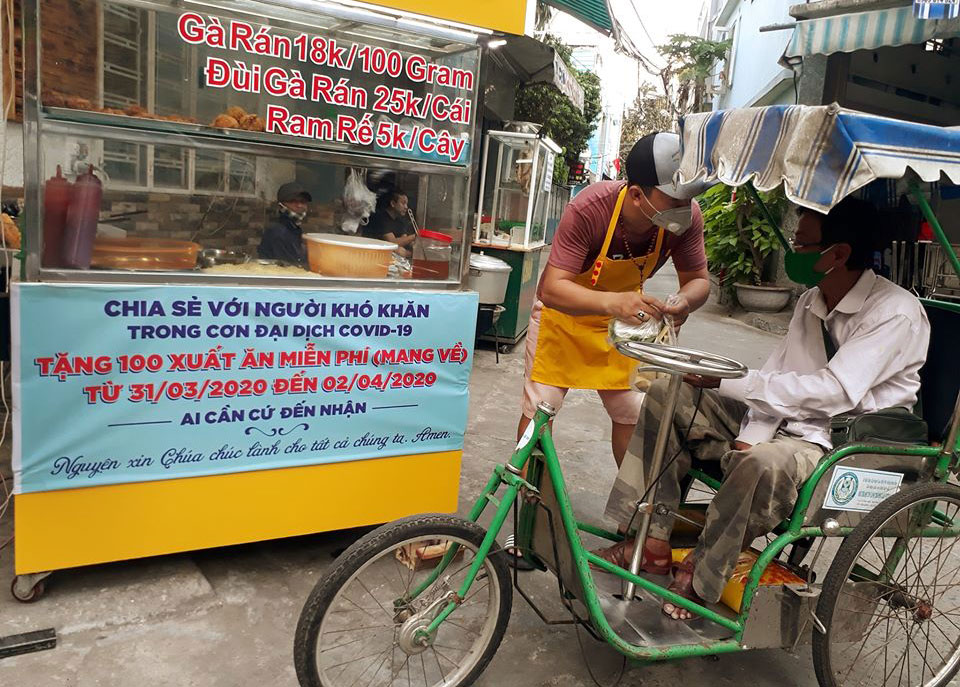 Gà Rán 18k/100 Gram
Đùi Gà Rán 25k/Cái
Ram Rế 5k/Cây
CHIA SẺ VỚI NGƯỜI KHÓ KHĂN
TRONG CƠN ĐẠI DỊCH COVID-19
TẶNG 100 XUẤT ĂN MIỄN PHÍ (MANG VỀ)
TỪ 31/03/2020 ĐẾN 02/04/2020
AI CẦN CỨ ĐẾN NHẬN
Nguyện xin Chúa chúc lành cho tất cả chúng ta. Amen.